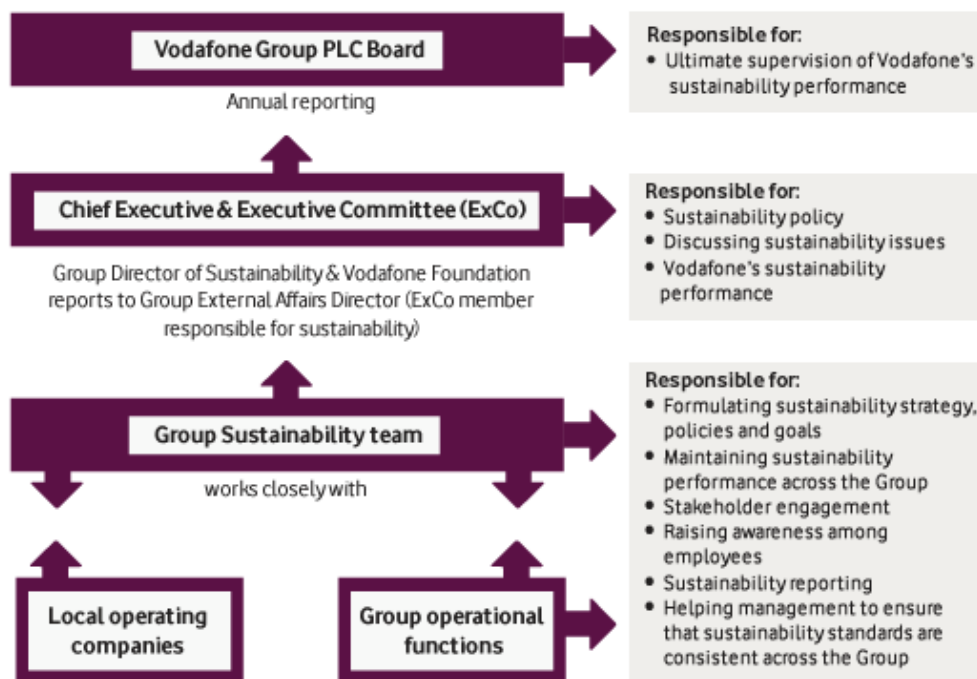 Vodafone Group PLC Board
Annual reporting
Responsible for:
• Ultimate supervision of Vodafone's
sustainability performance
Chief Executive & Executive Committee (ExCo)
Group Director of Sustainability & Vodafone Foundation
reports to Group External Affairs Director (ExCo member
responsible for sustainability)
Responsible for:
• Sustainability policy
• Discussing sustainability issues
• Vodafone's sustainability
performance
Group Sustainability team
works closely with
Local operating
companies
Group operational
functions
Responsible for:
• Formulating sustainability strategy,
policies and goals
• Maintaining sustainability
performance across the Group
• Stakeholder engagement
• Raising awareness among
employees
• Sustainability reporting
• Helping management to ensure
that sustainability standards are
consistent across the Group